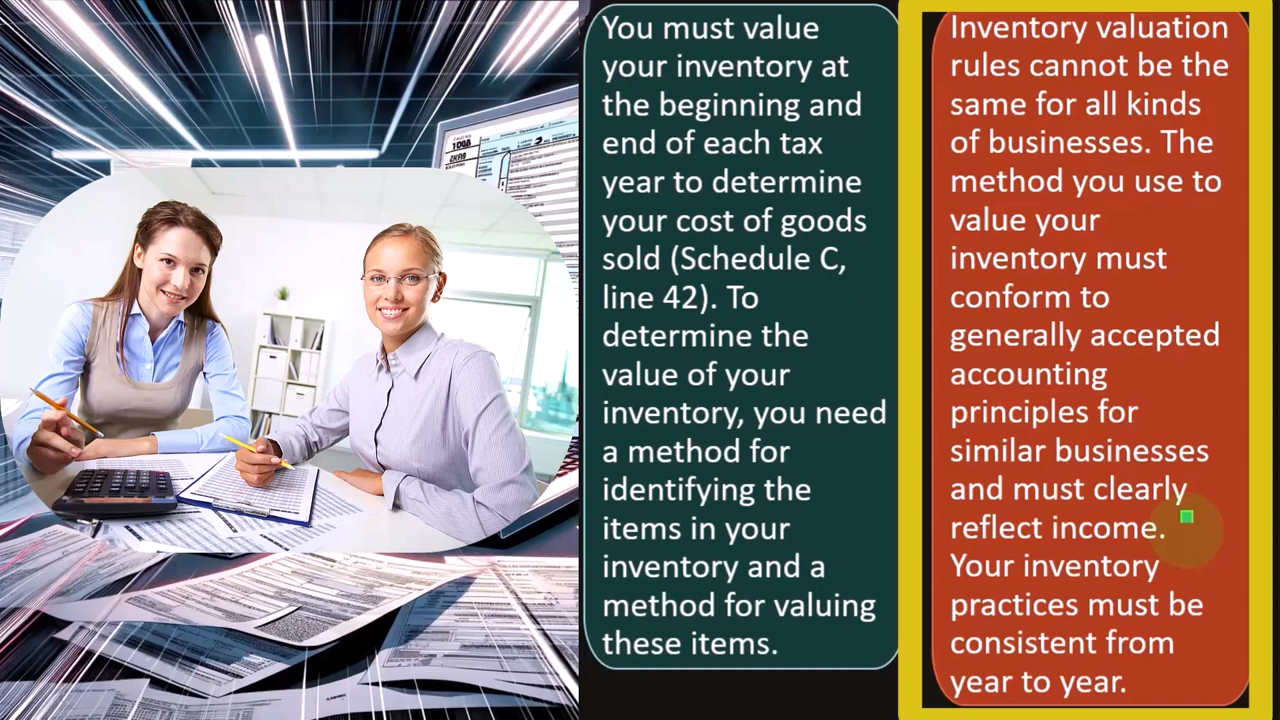 You must value
your inventory at
the beginning and
end of each tax
year to determine
your cost of goods
sold (Schedule C,
line 42). To
determine the
value of your
inventory, you need
a method for
identifying the
items in your
inventory and a
method for valuing
these items.
Inventory valuation
rules cannot be the
same for all kinds
of businesses. The
method you use to
value your
inventory must
conform to
generally accepted
accounting
principles for
similar businesses
and must clearly
reflect income.
Your inventory
practices must be
consistent from
year to year.